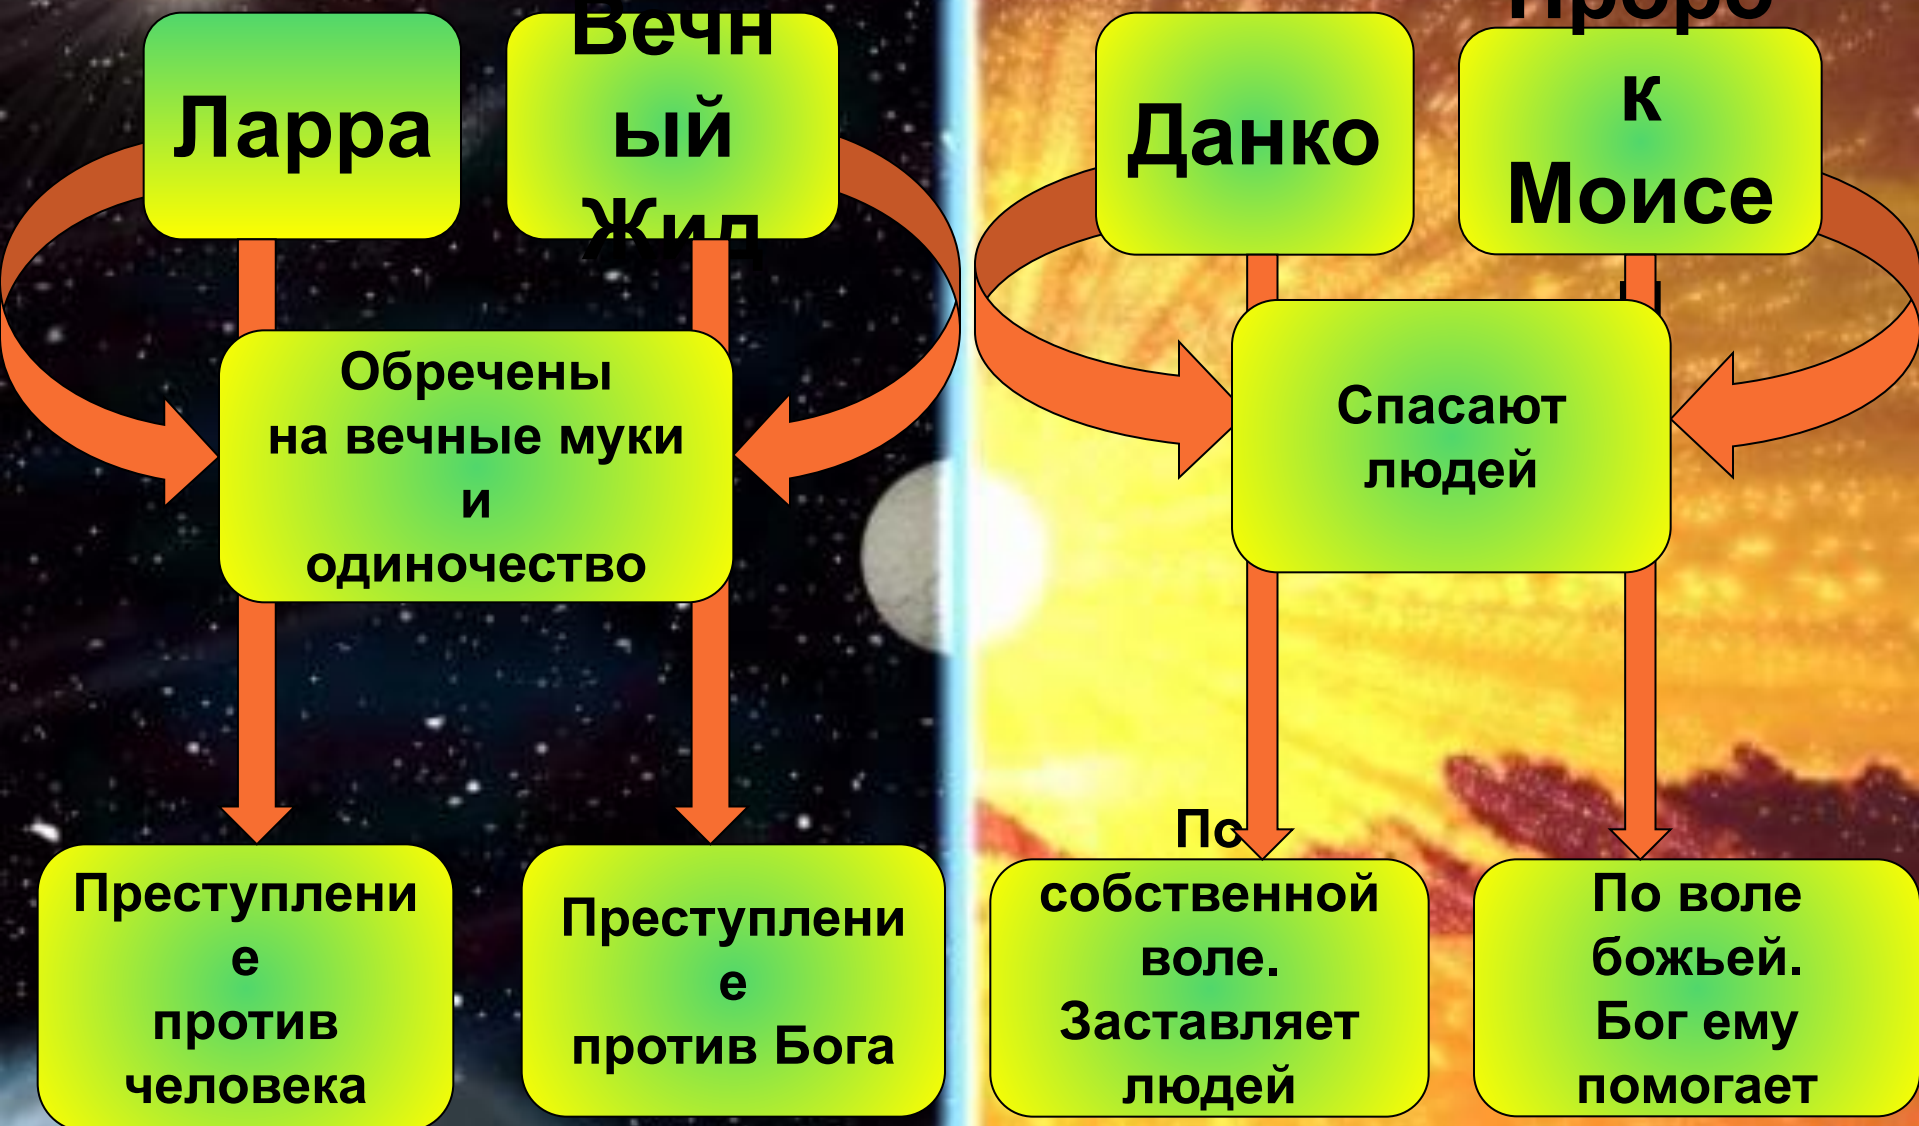 Ларра
Вечн
ый
Жид
Обречены
на вечные муки
и
одиночество
Преступлени
е
против
человека
Преступлени
е
против Бога
Данко
Проро
к
Моисе
й
Спасают
людей
По
собственной
воле.
Заставляет
людей
По воле
божьей.
Бог ему
помогает